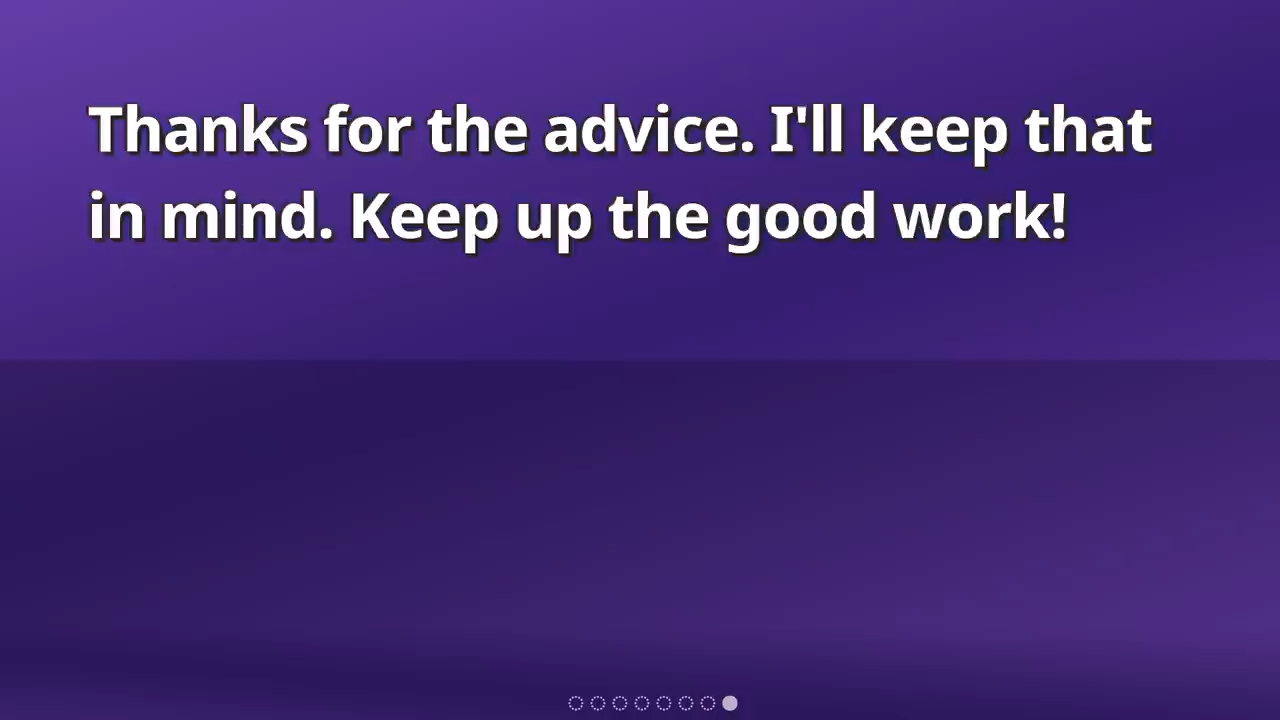 Thanks for the advice. I'll keep that
in mind. Keep up the good work!